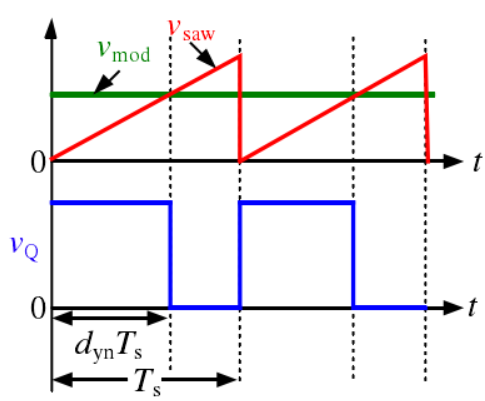 v_saw
v_mod
0
t
v_Q
0
t
d_yn T_s
T_s